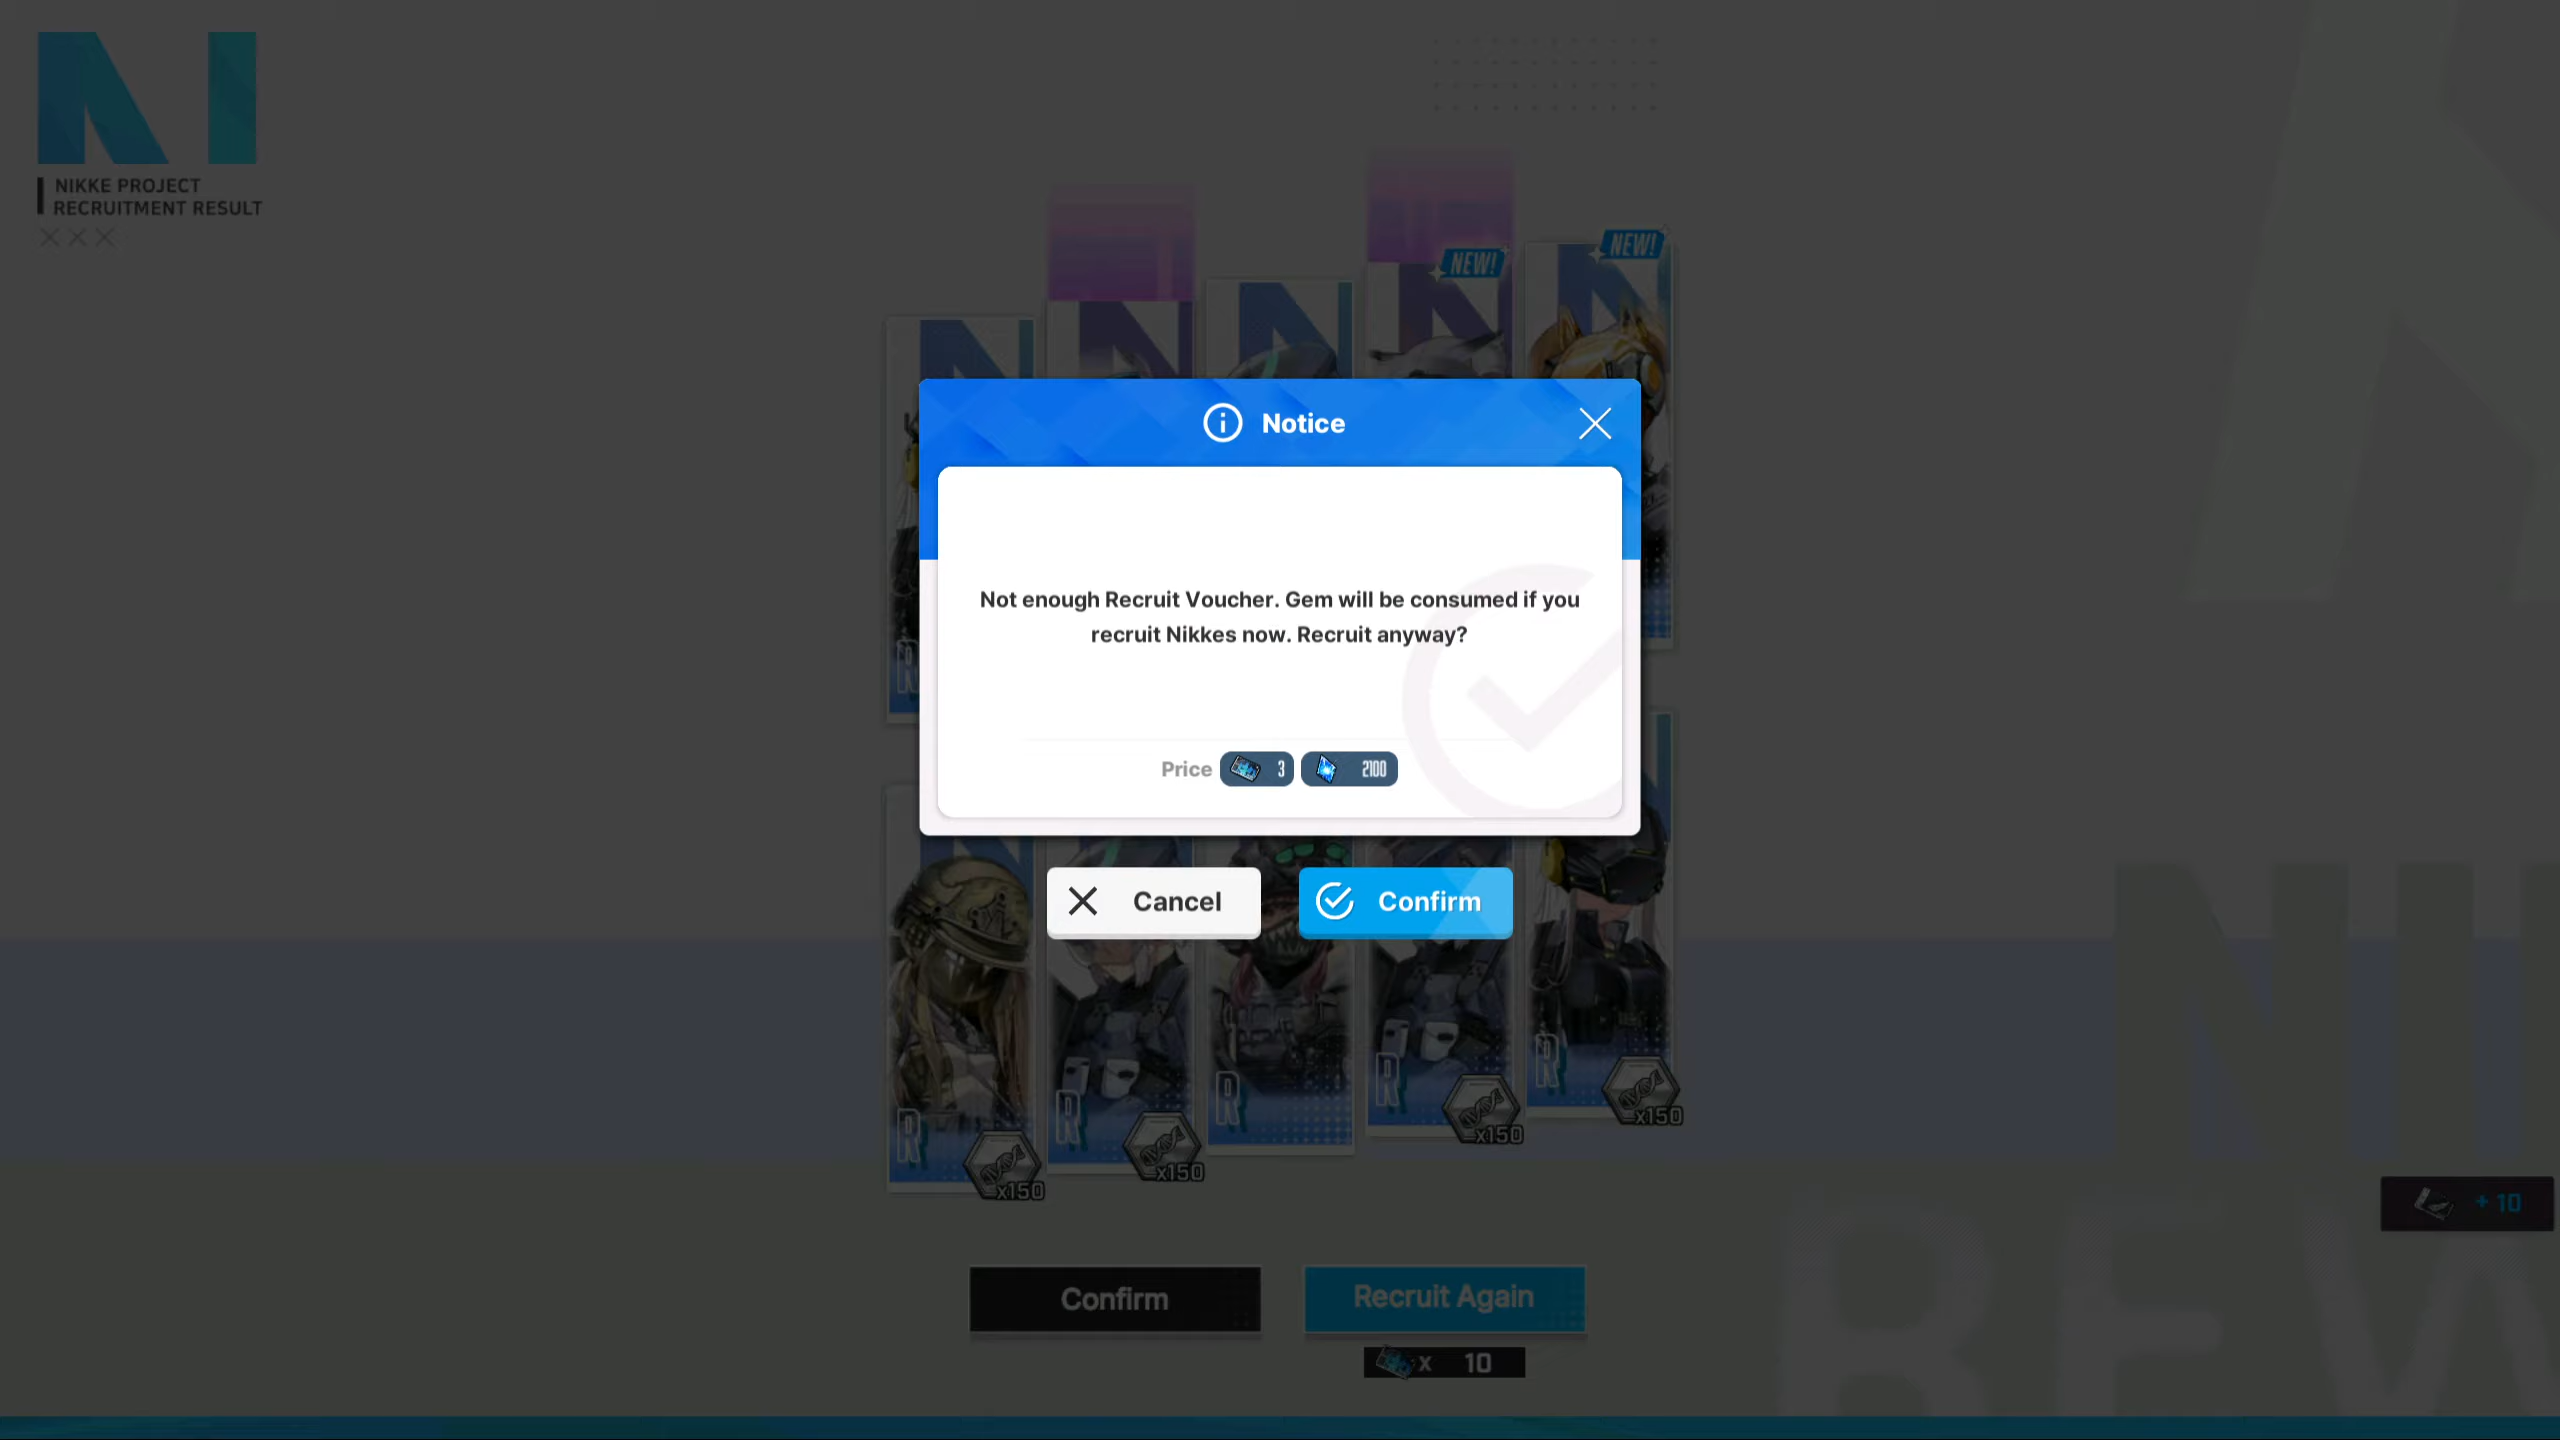 NIKKE PROJECT
RECRUITMENT RESULT
NEW!
NEW!
Notice
Not enough Recruit Voucher. Gem will be consumed if you
recruit Nikkes now. Recruit anyway?
Price 3 2100
Cancel
Confirm
R
R
R
R
R
R
x150
x150
x150
x150
+ 10
Confirm
Recruit Again
x 10